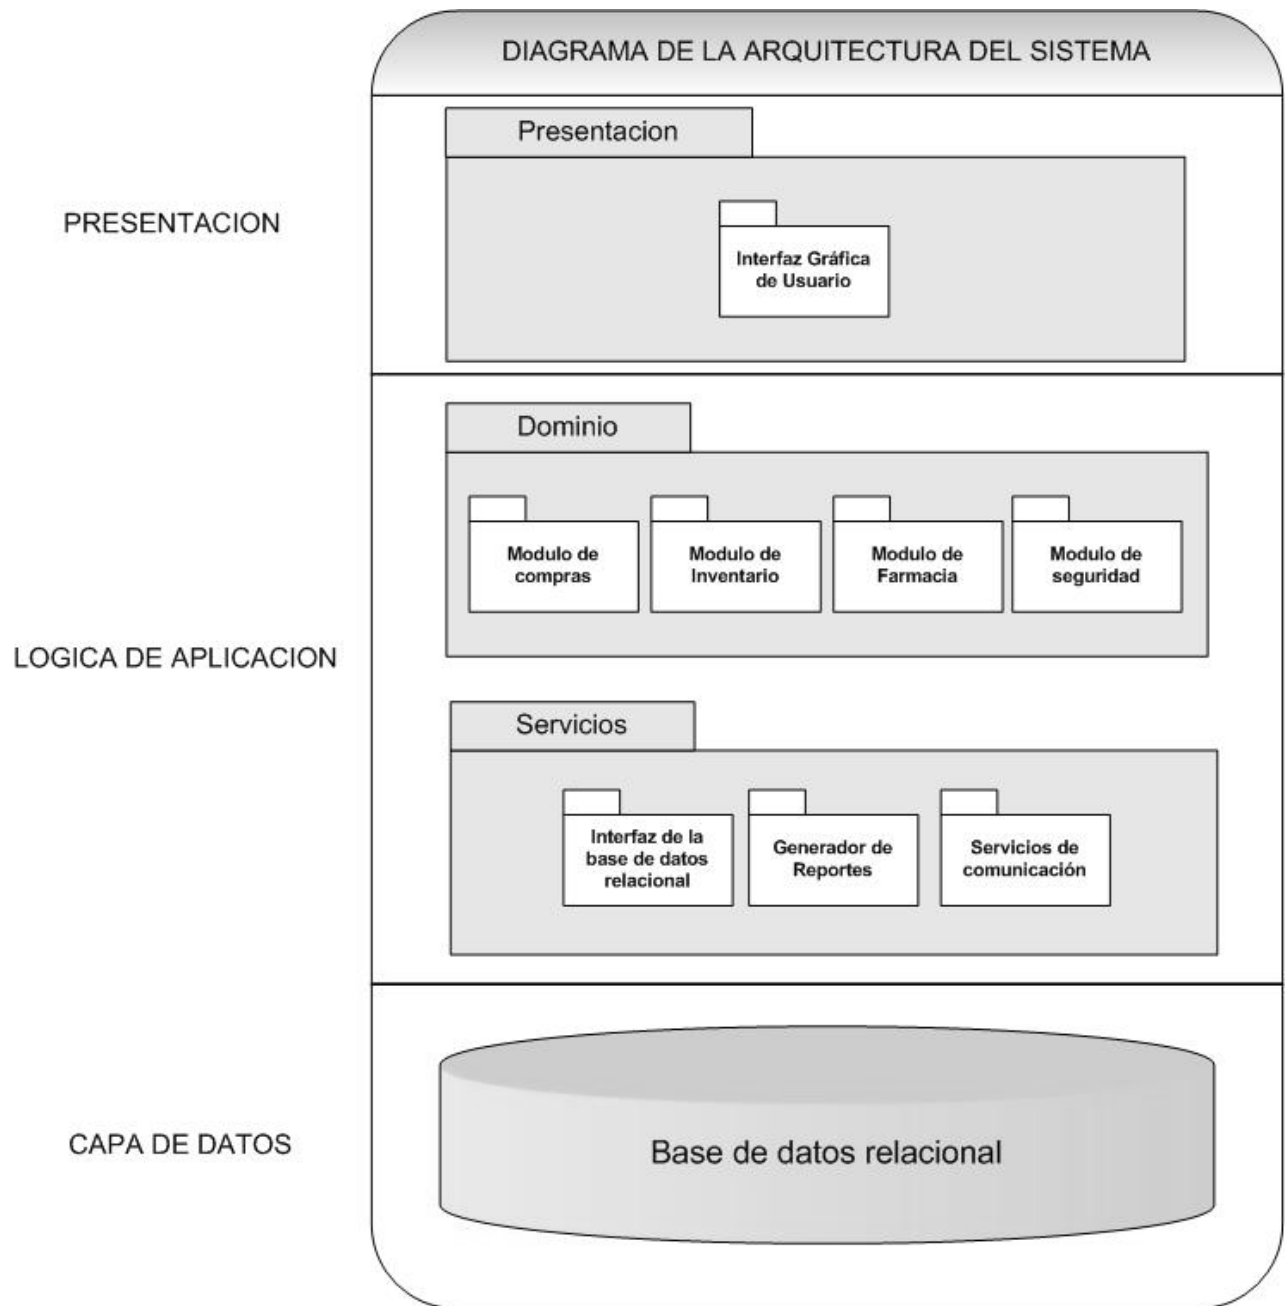 DIAGRAMA DE LA ARQUITECTURA DEL SISTEMA
PRESENTACION
Presentacion
Interfaz Gráfica
de Usuario
LOGICA DE APLICACION
Dominio
Modulo de
compras
Modulo de
Inventario
Modulo de
Farmacia
Modulo de
seguridad
Servicios
Interfaz de la
base de datos
relacional
Generador de
Reportes
Servicios de
comunicación
CAPA DE DATOS
Base de datos relacional